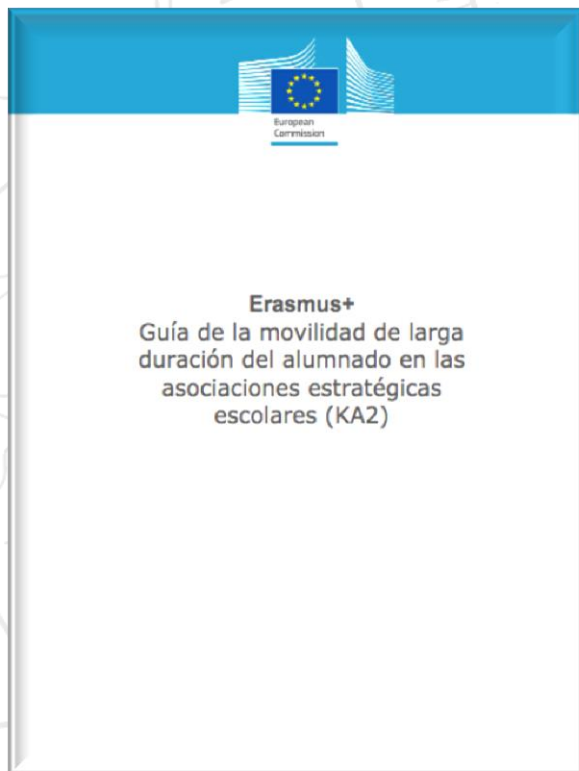 European
Commission
Erasmus+
Guía de la movilidad de larga
duración del alumnado en las
asociaciones estratégicas
escolares (KA2)